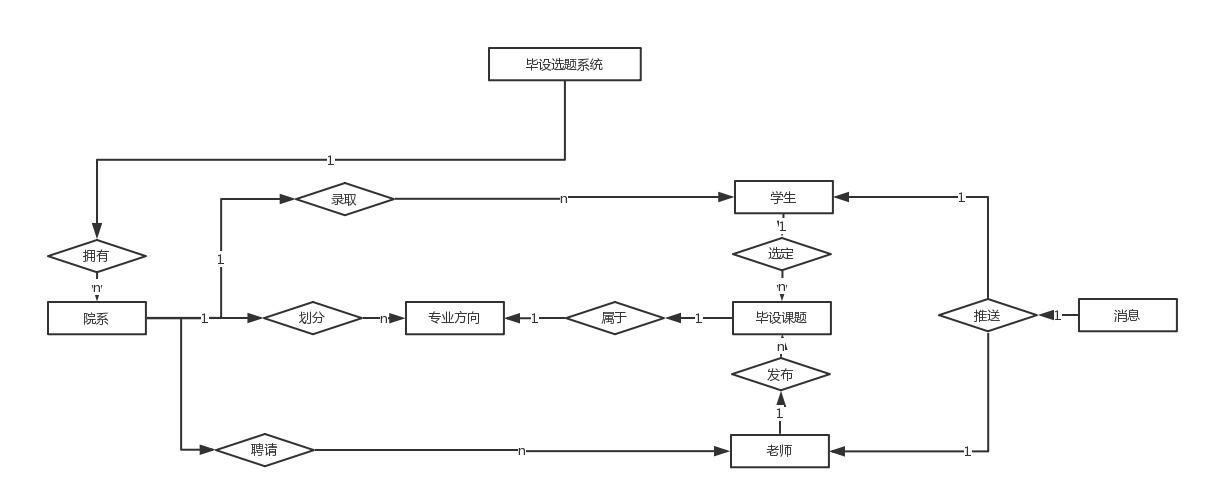 毕设选题系统
1
录取
n
学生
1
1
拥有
1
选定
n
n
院系
1
划分
n
专业方向
1
属于
1
毕设课题
推送
1
消息
n
发布
1
聘请
n
老师
1